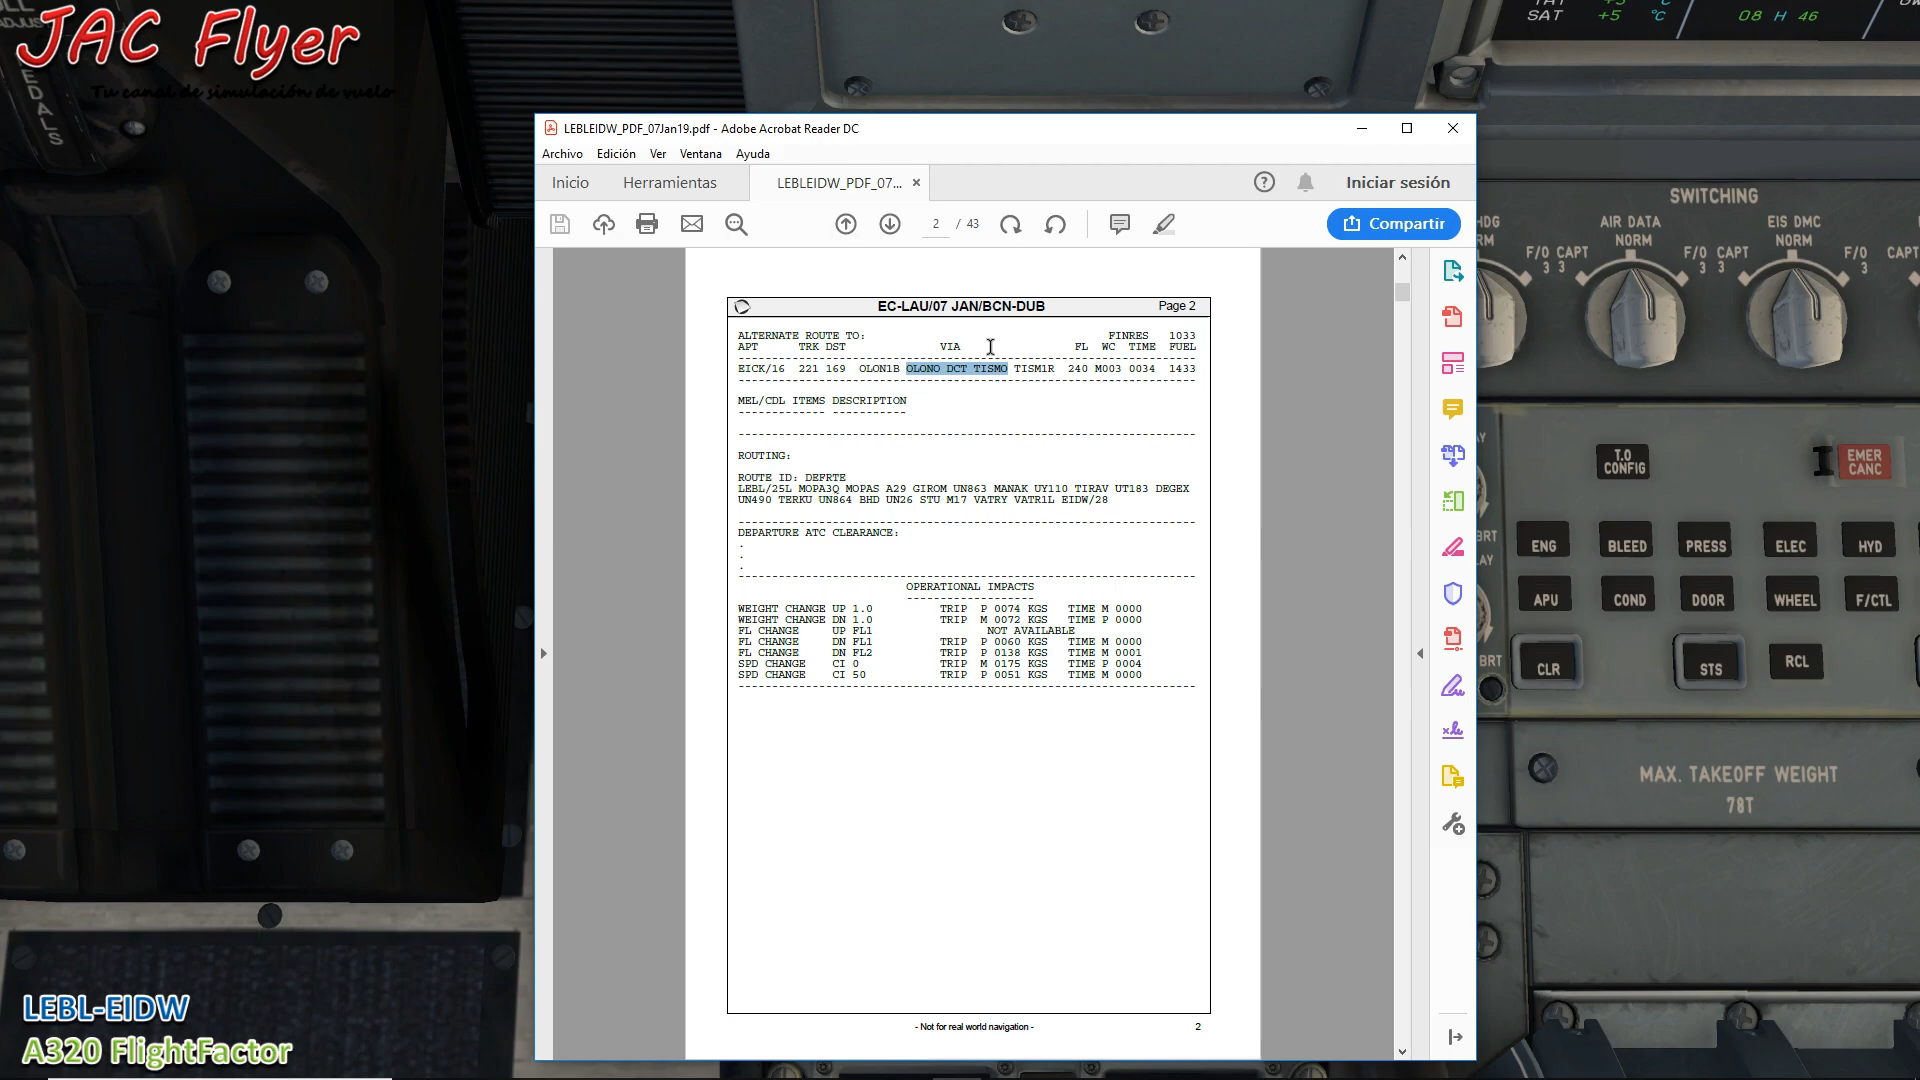 JAC Flyer
Tu canal de simulación de vuelo
EDALS
SAT +5 °C 08 H 46
LEBLEIDW_PDF_07Jan19.pdf - Adobe Acrobat Reader DC
Archivo Edición Ver Ventana Ayuda
Inicio Herramientas LEBLEIDW_PDF_07... × Iniciar sesión
2 / 43 Compartir
EC-LAU/07 JAN/BCN-DUB Page 2
ALTERNATE ROUTE TO: FINRES 1033
APT TRK DST VIA FL WC TIME FUEL
EICK/16 221 169 OLON1B OLONO DCT TISMO TISM1R 240 M003 0034 1433
MEL/CDL ITEMS DESCRIPTION
------------- -----------
ROUTING:
ROUTE ID: DEFRTE
LEBL/25L MOPA3Q MOPAS A29 GIROM UN863 MANAK UY110 TIRAV UT183 DEGEX
UN490 TERKU UN864 BHD UN26 STU M17 VATRY VATR1L EIDW/28
DEPARTURE ATC CLEARANCE:
.
.
.
OPERATIONAL IMPACTS
WEIGHT CHANGE UP 1.0 TRIP P 0074 KGS TIME M 0000
WEIGHT CHANGE DN 1.0 TRIP M 0072 KGS TIME P 0000
FL CHANGE UP FL1 NOT AVAILABLE
FL CHANGE DN FL1 TRIP P 0060 KGS TIME M 0000
FL CHANGE DN FL2 TRIP P 0138 KGS TIME M 0001
SPD CHANGE CI 0 TRIP M 0175 KGS TIME P 0004
SPD CHANGE CI 50 TRIP P 0051 KGS TIME M 0000
- Not for real world navigation - 2
SWITCHING
AIR DATA EIS DMC
NORM NORM
F/O CAPT F/O CAPT F/O CAPT
3 3 3 3 3
T.O CONFIG
EMER CANC
ENG BLEED PRESS ELEC HYD
APU COND DOOR WHEEL F/CTL
CLR STS RCL
BRT
MAX. TAKEOFF WEIGHT
78T
LEBL-EIDW
A320 FlightFactor